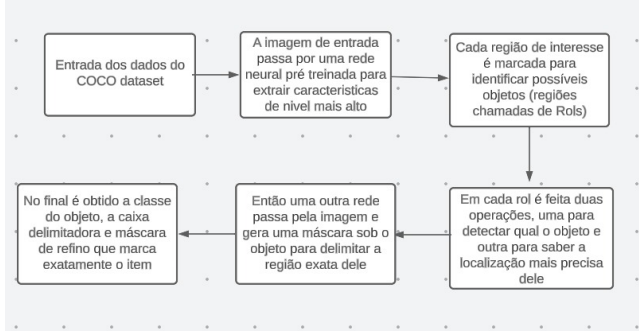 Entrada dos dados do
COCO dataset
A imagem de entrada
passa por uma rede
neural pré treinada para
extrair caracteristicas
de nivel mais alto
Cada região de interesse
é marcada para
identificar possíveis
objetos (regiões
chamadas de RoIs)
Em cada roI é feita duas
operações, uma para
detectar qual o objeto e
outra para saber a
localização mais precisa
dele
Então uma outra rede
passa pela imagem e
gera uma máscara sob o
objeto para delimitar a
região exata dele
No final é obtido a classe
do objeto, a caixa
delimitadora e máscara
de refino que marca
exatamente o item